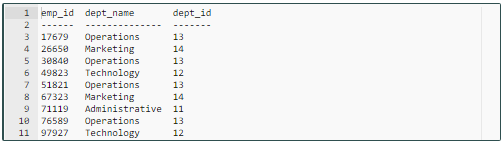 1 emp_id dept_name dept_id
2 ------ -------------- -------
3 17679 Operations 13
4 26650 Marketing 14
5 30840 Operations 13
6 49823 Technology 12
7 51821 Operations 13
8 67323 Marketing 14
9 71119 Administrative 11
10 76589 Operations 13
11 97927 Technology 12